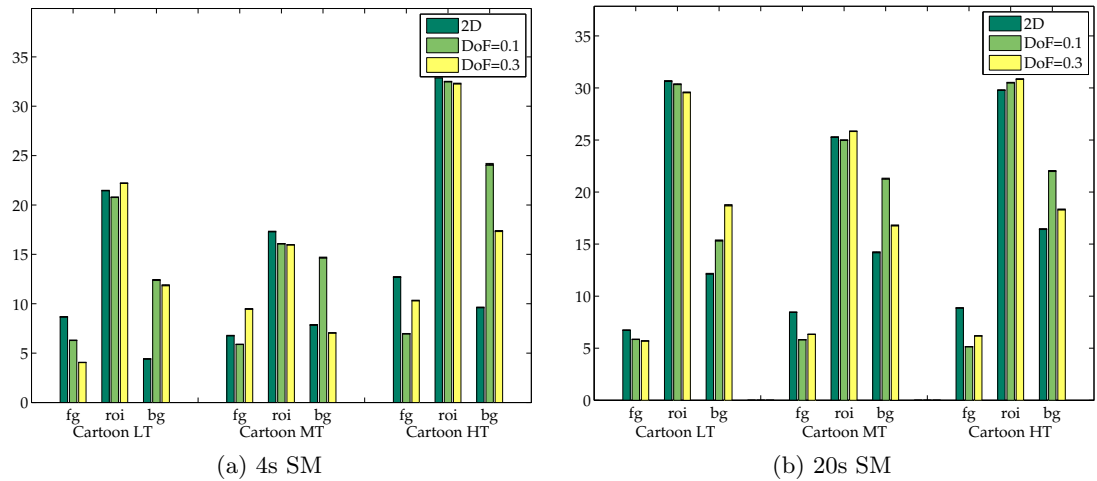 2D
DoF=0.1
DoF=0.3
35
30
25
20
15
10
5
0
fg roi bg fg roi bg fg roi bg
Cartoon LT Cartoon MT Cartoon HT
(a) 4s SM
2D
DoF=0.1
DoF=0.3
35
30
25
20
15
10
5
0
fg roi bg fg roi bg fg roi bg
Cartoon LT Cartoon MT Cartoon HT
(b) 20s SM